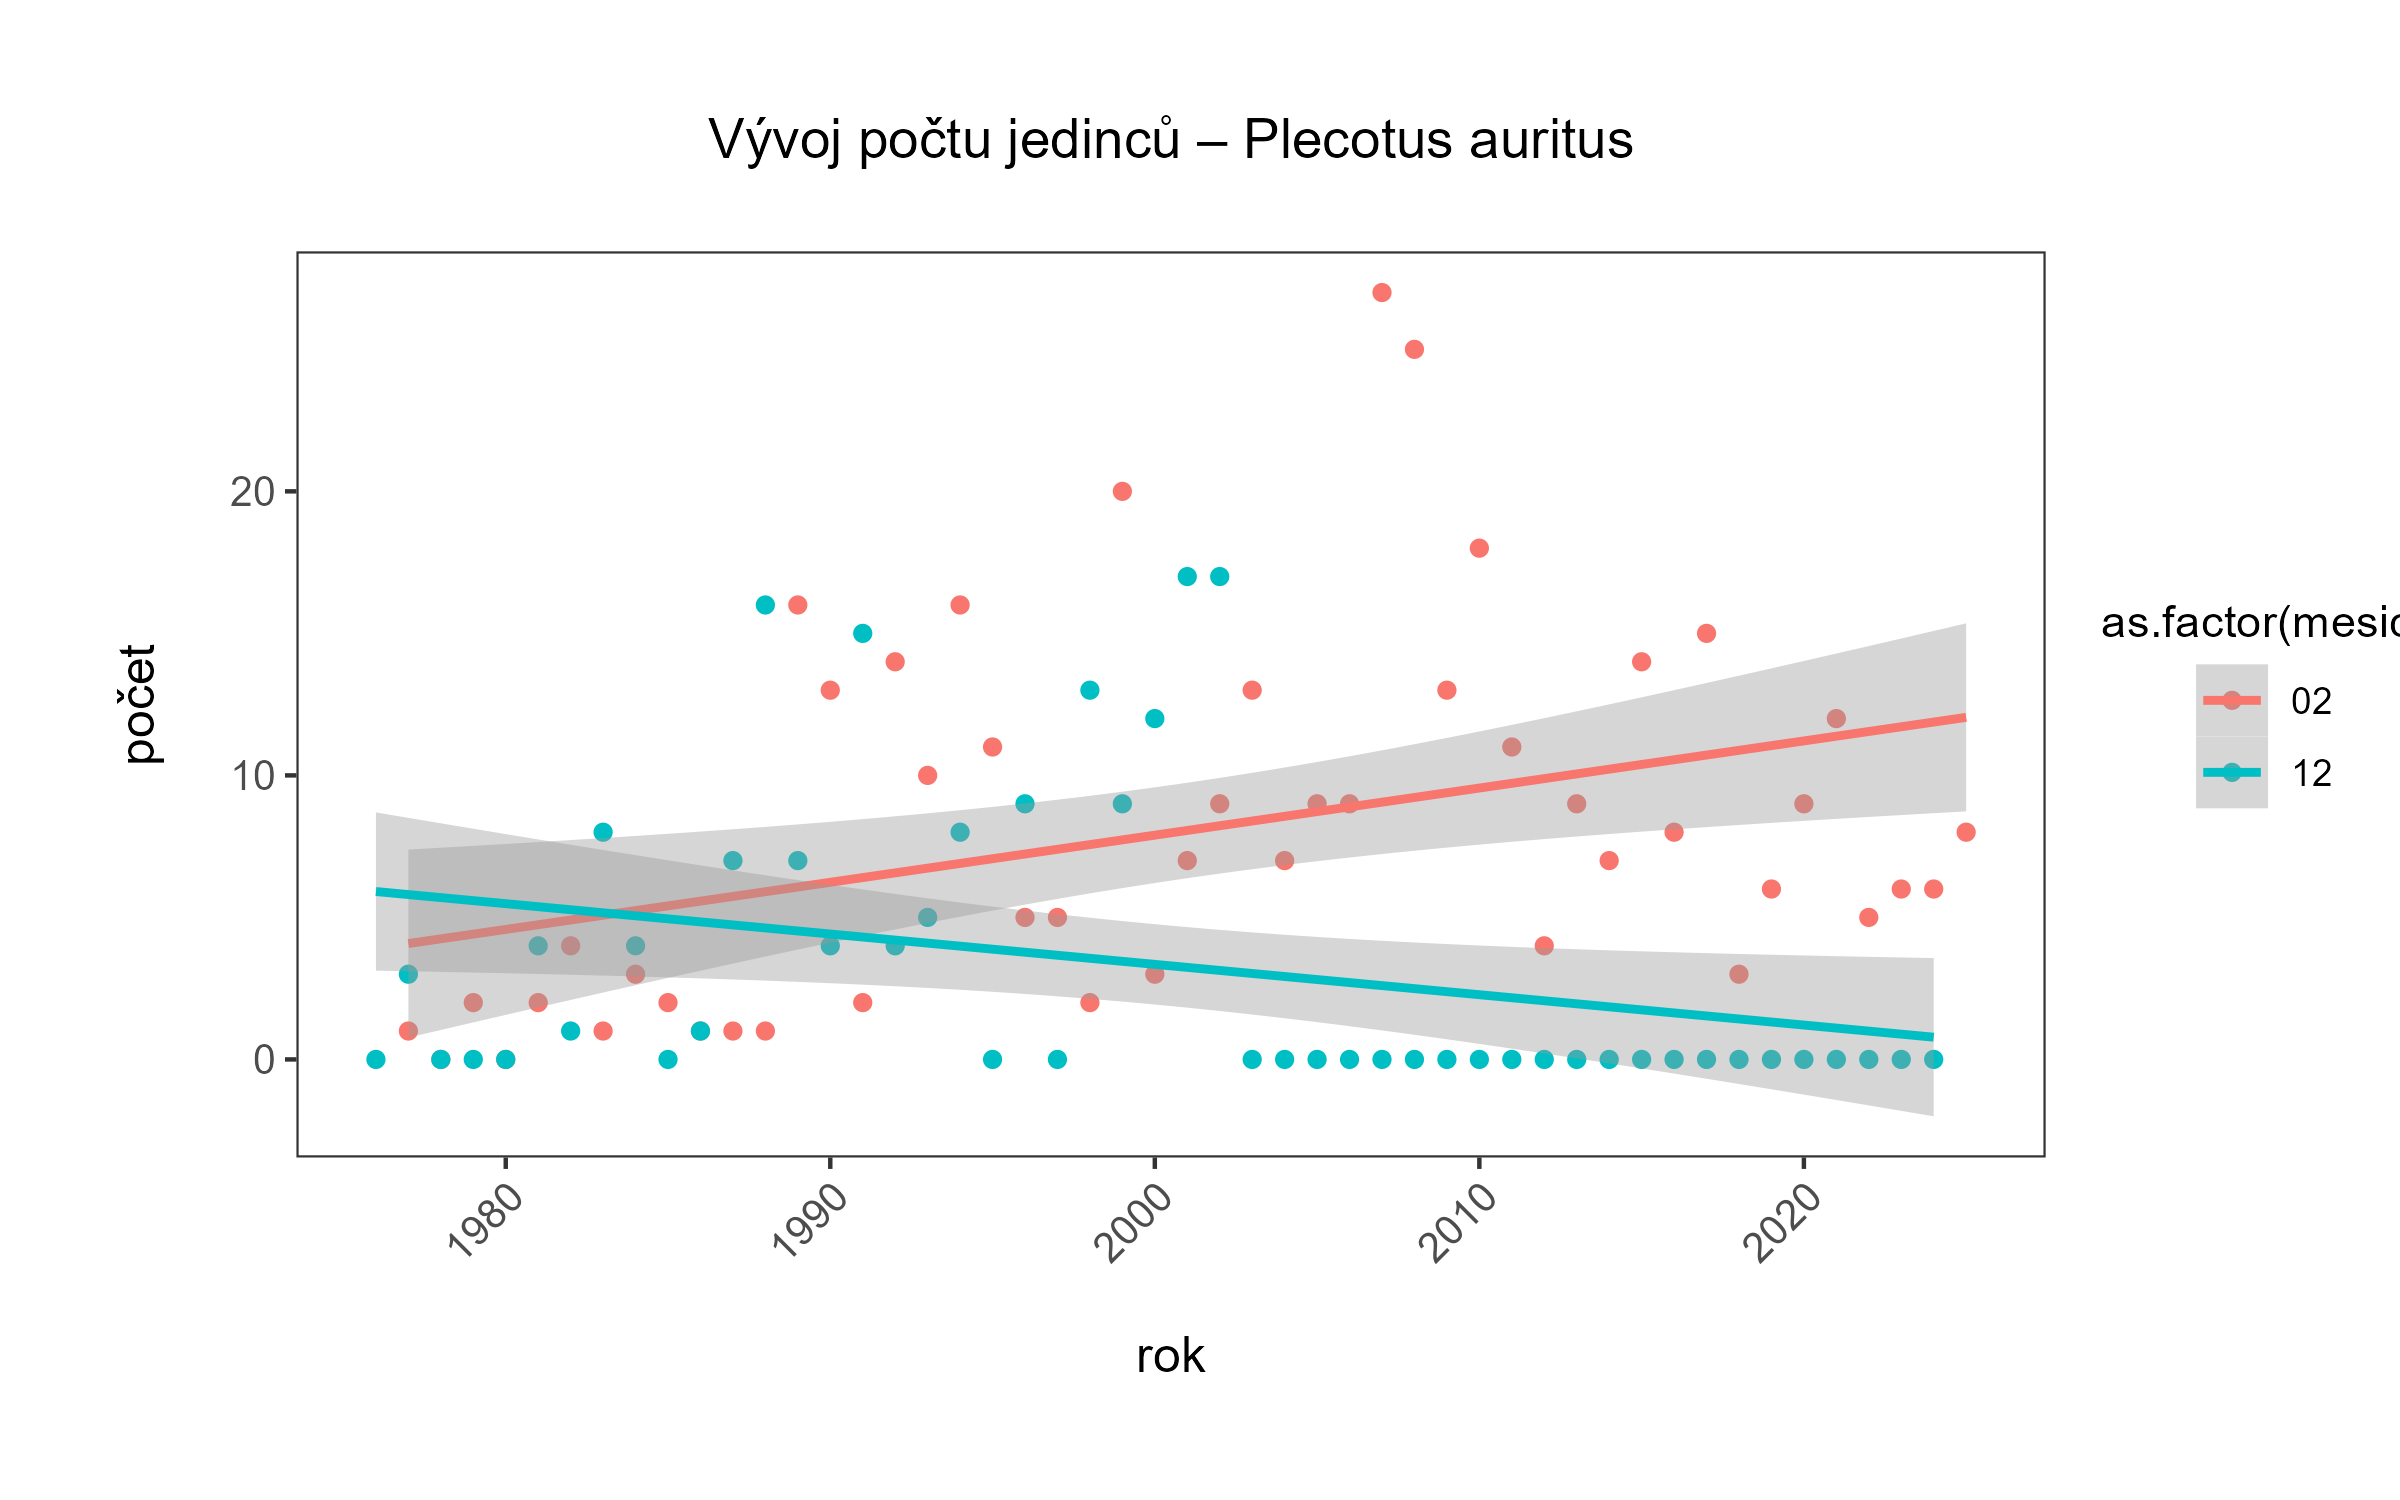 Vývoj počtu jedinců – Plecotus auritus
počet
20
10
0
1980
1990
2000
2010
2020
rok
as.factor(mesic
02
12